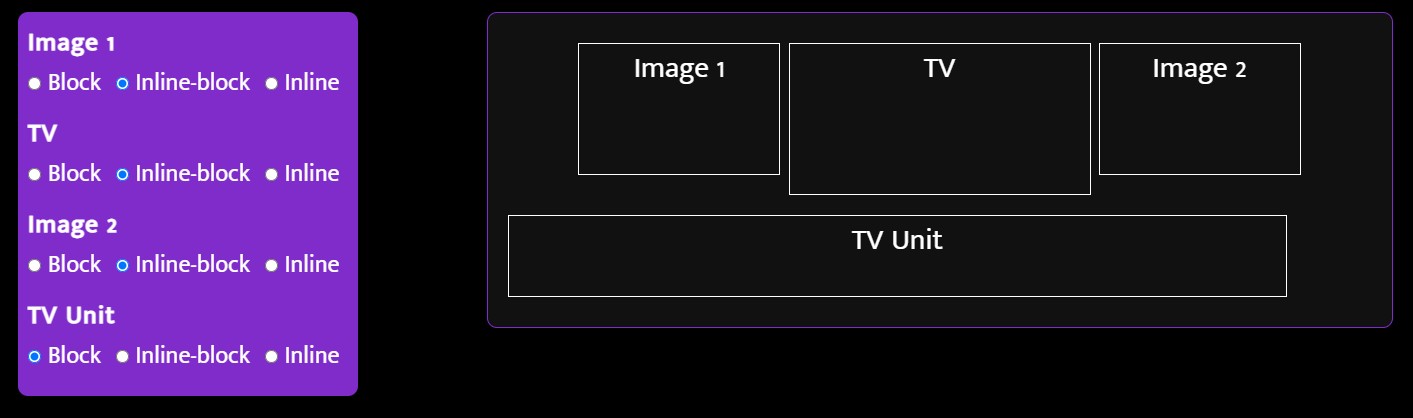 Image 1
Block Inline-block Inline
TV
Block Inline-block Inline
Image 2
Block Inline-block Inline
TV Unit
Block Inline-block Inline
Image 1 TV Image 2
TV Unit